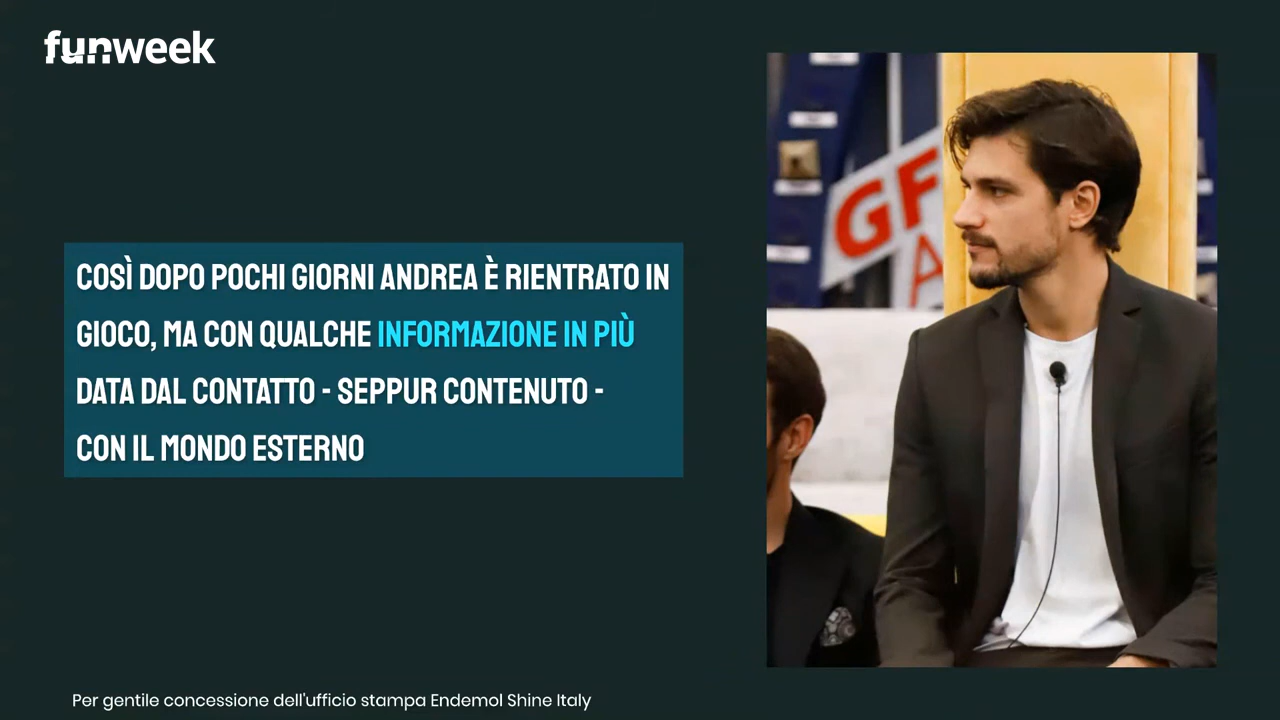 funweek
COSÌ DOPO POCHI GIORNI ANDREA È RIENTRATO IN
GIOCO, MA CON QUALCHE INFORMAZIONE IN PIÙ
DATA DAL CONTATTO - SEPPUR CONTENUTO -
CON IL MONDO ESTERNO
GF
A
Per gentile concessione dell'ufficio stampa Endemol Shine Italy